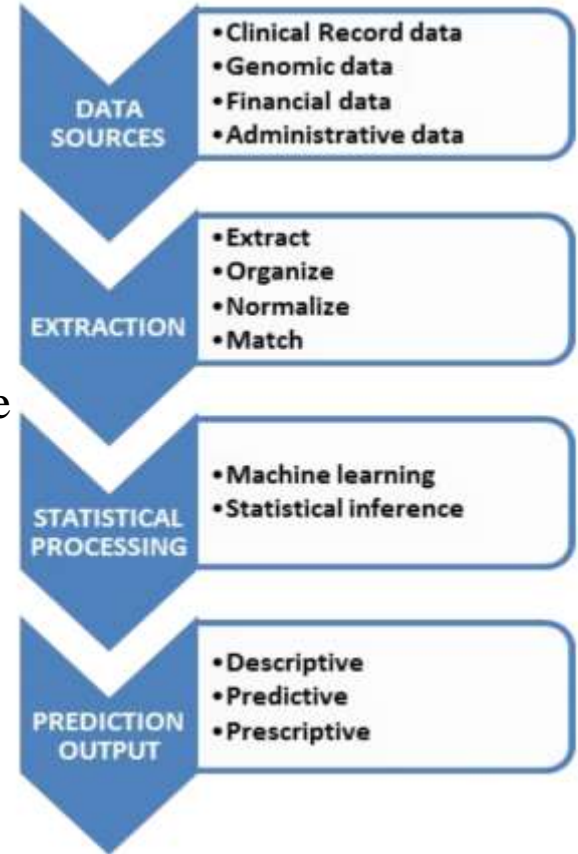 DATA
SOURCES
•Clinical Record data
•Genomic data
•Financial data
•Administrative data
EXTRACTION
•Extract
•Organize
•Normalize
•Match
e
STATISTICAL
PROCESSING
•Machine learning
•Statistical inference
PREDICTION
OUTPUT
•Descriptive
•Predictive
•Prescriptive